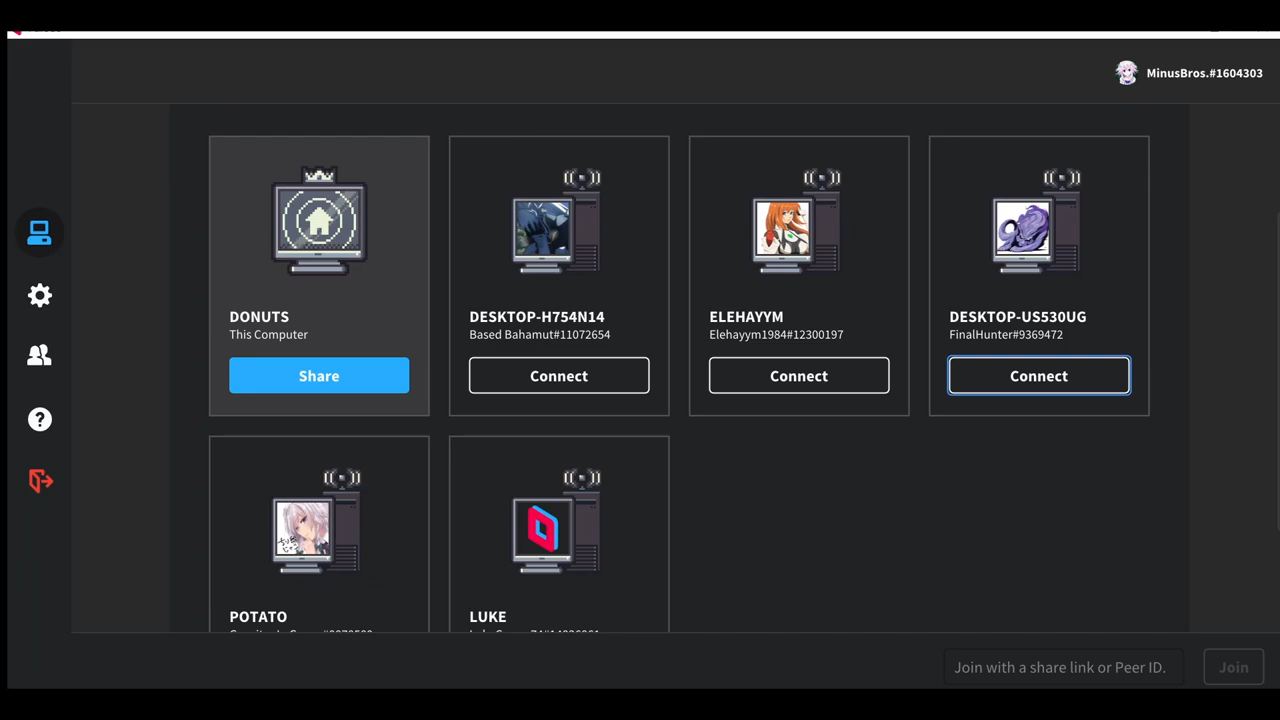 MinusBros.#1604303
DONUTS
This Computer
Share
DESKTOP-H754N14
Based Bahamut#11072654
Connect
ELEHAYYM
Elehayym1984#12300197
Connect
DESKTOP-US530UG
FinalHunter#9369472
Connect
POTATO
LUKE
Join with a share link or Peer ID.
Join